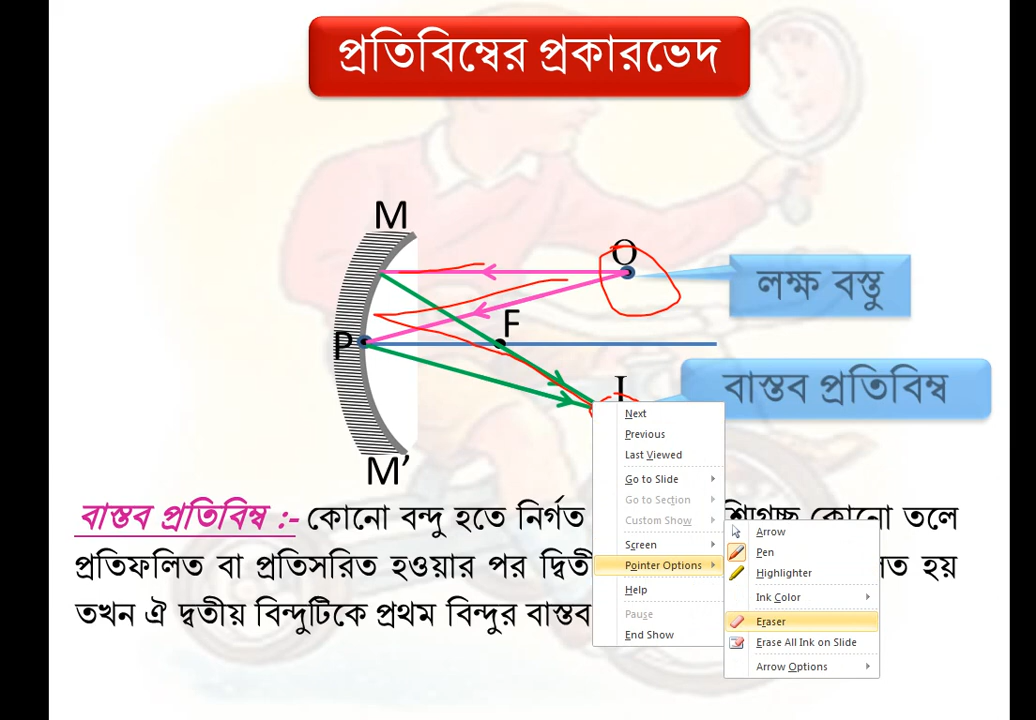 প্রতিবিম্বের প্রকারভেদ
M
O
লক্ষ বস্তু
F
P
I
বাস্তব প্রতিবিম্ব
M’
Next
Previous
Last Viewed
Go to Slide
Go to Section
Custom Show
Screen
Pointer Options
Help
Pause
End Show
Arrow
Pen
Highlighter
Ink Color
Eraser
Erase All Ink on Slide
Arrow Options
বাস্তব প্রতিবিম্ব :- কোনো বন্দু হতে নির্গত কোনো তলে
প্রতিফলিত বা প্রতিসরিত হওয়ার পর হয়
তখন ঐ দ্বতীয় বিন্দুটিকে প্রথম বিন্দুর বাস্তব